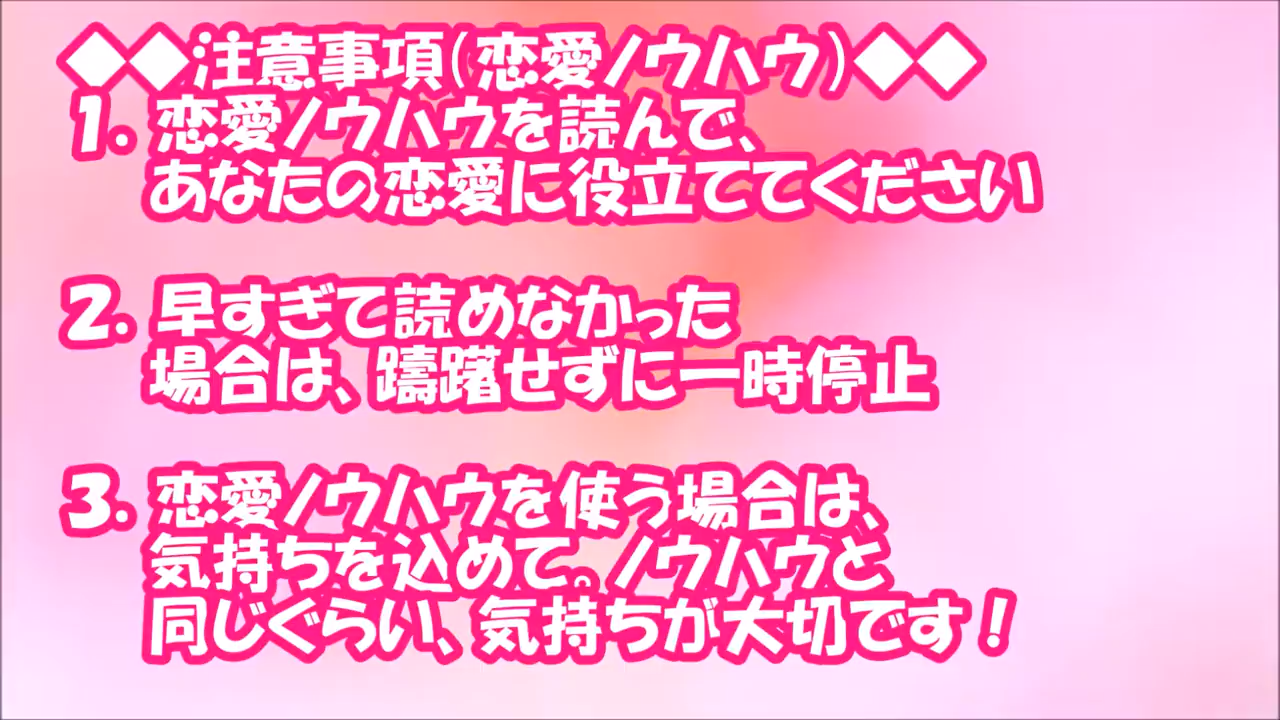 ◆◆注意事項(恋愛ノウハウ)◆◆
1. 恋愛ノウハウを読んで、
あなたの恋愛に役立ててください
2. 早すぎて読めなかった
場合は、躊躇せずに一時停止
3. 恋愛ノウハウを使う場合は、
気持ちを込めて。ノウハウと
同じぐらい、気持ちが大切です！